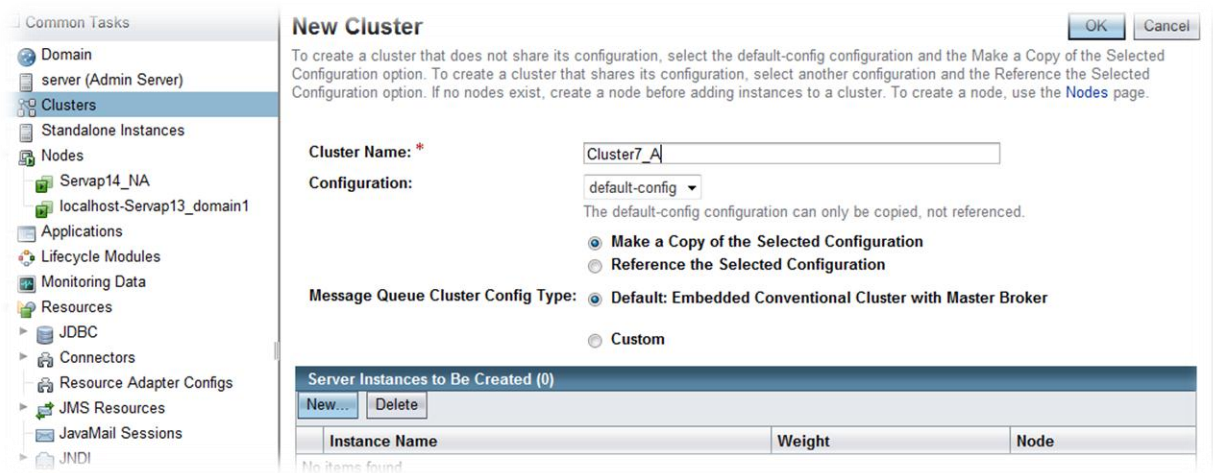 Common Tasks
Domain
server (Admin Server)
Clusters
Standalone Instances
Nodes
Servap14_NA
localhost-Servap13_domain1
Applications
Lifecycle Modules
Monitoring Data
Resources
JDBC
Connectors
Resource Adapter Configs
JMS Resources
JavaMail Sessions
JNDI
New Cluster
OK Cancel
To create a cluster that does not share its configuration, select the default-config configuration and the Make a Copy of the Selected
Configuration option. To create a cluster that shares its configuration, select another configuration and the Reference the Selected
Configuration option. If no nodes exist, create a node before adding instances to a cluster. To create a node, use the Nodes page.
Cluster Name: * Cluster7_A
Configuration: default-config
The default-config configuration can only be copied, not referenced.
Make a Copy of the Selected Configuration
Reference the Selected Configuration
Message Queue Cluster Config Type: Default: Embedded Conventional Cluster with Master Broker
Custom
Server Instances to Be Created (0)
New... Delete
Instance Name Weight Node
No items found